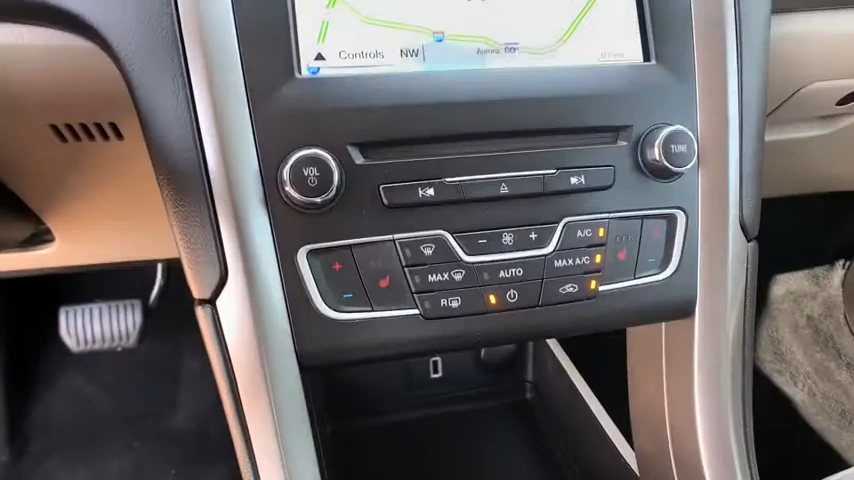 Controls NW Aurora
VOL
TUNE
− +
A/C
+ +
MAX MAX A/C
AUTO
− R −